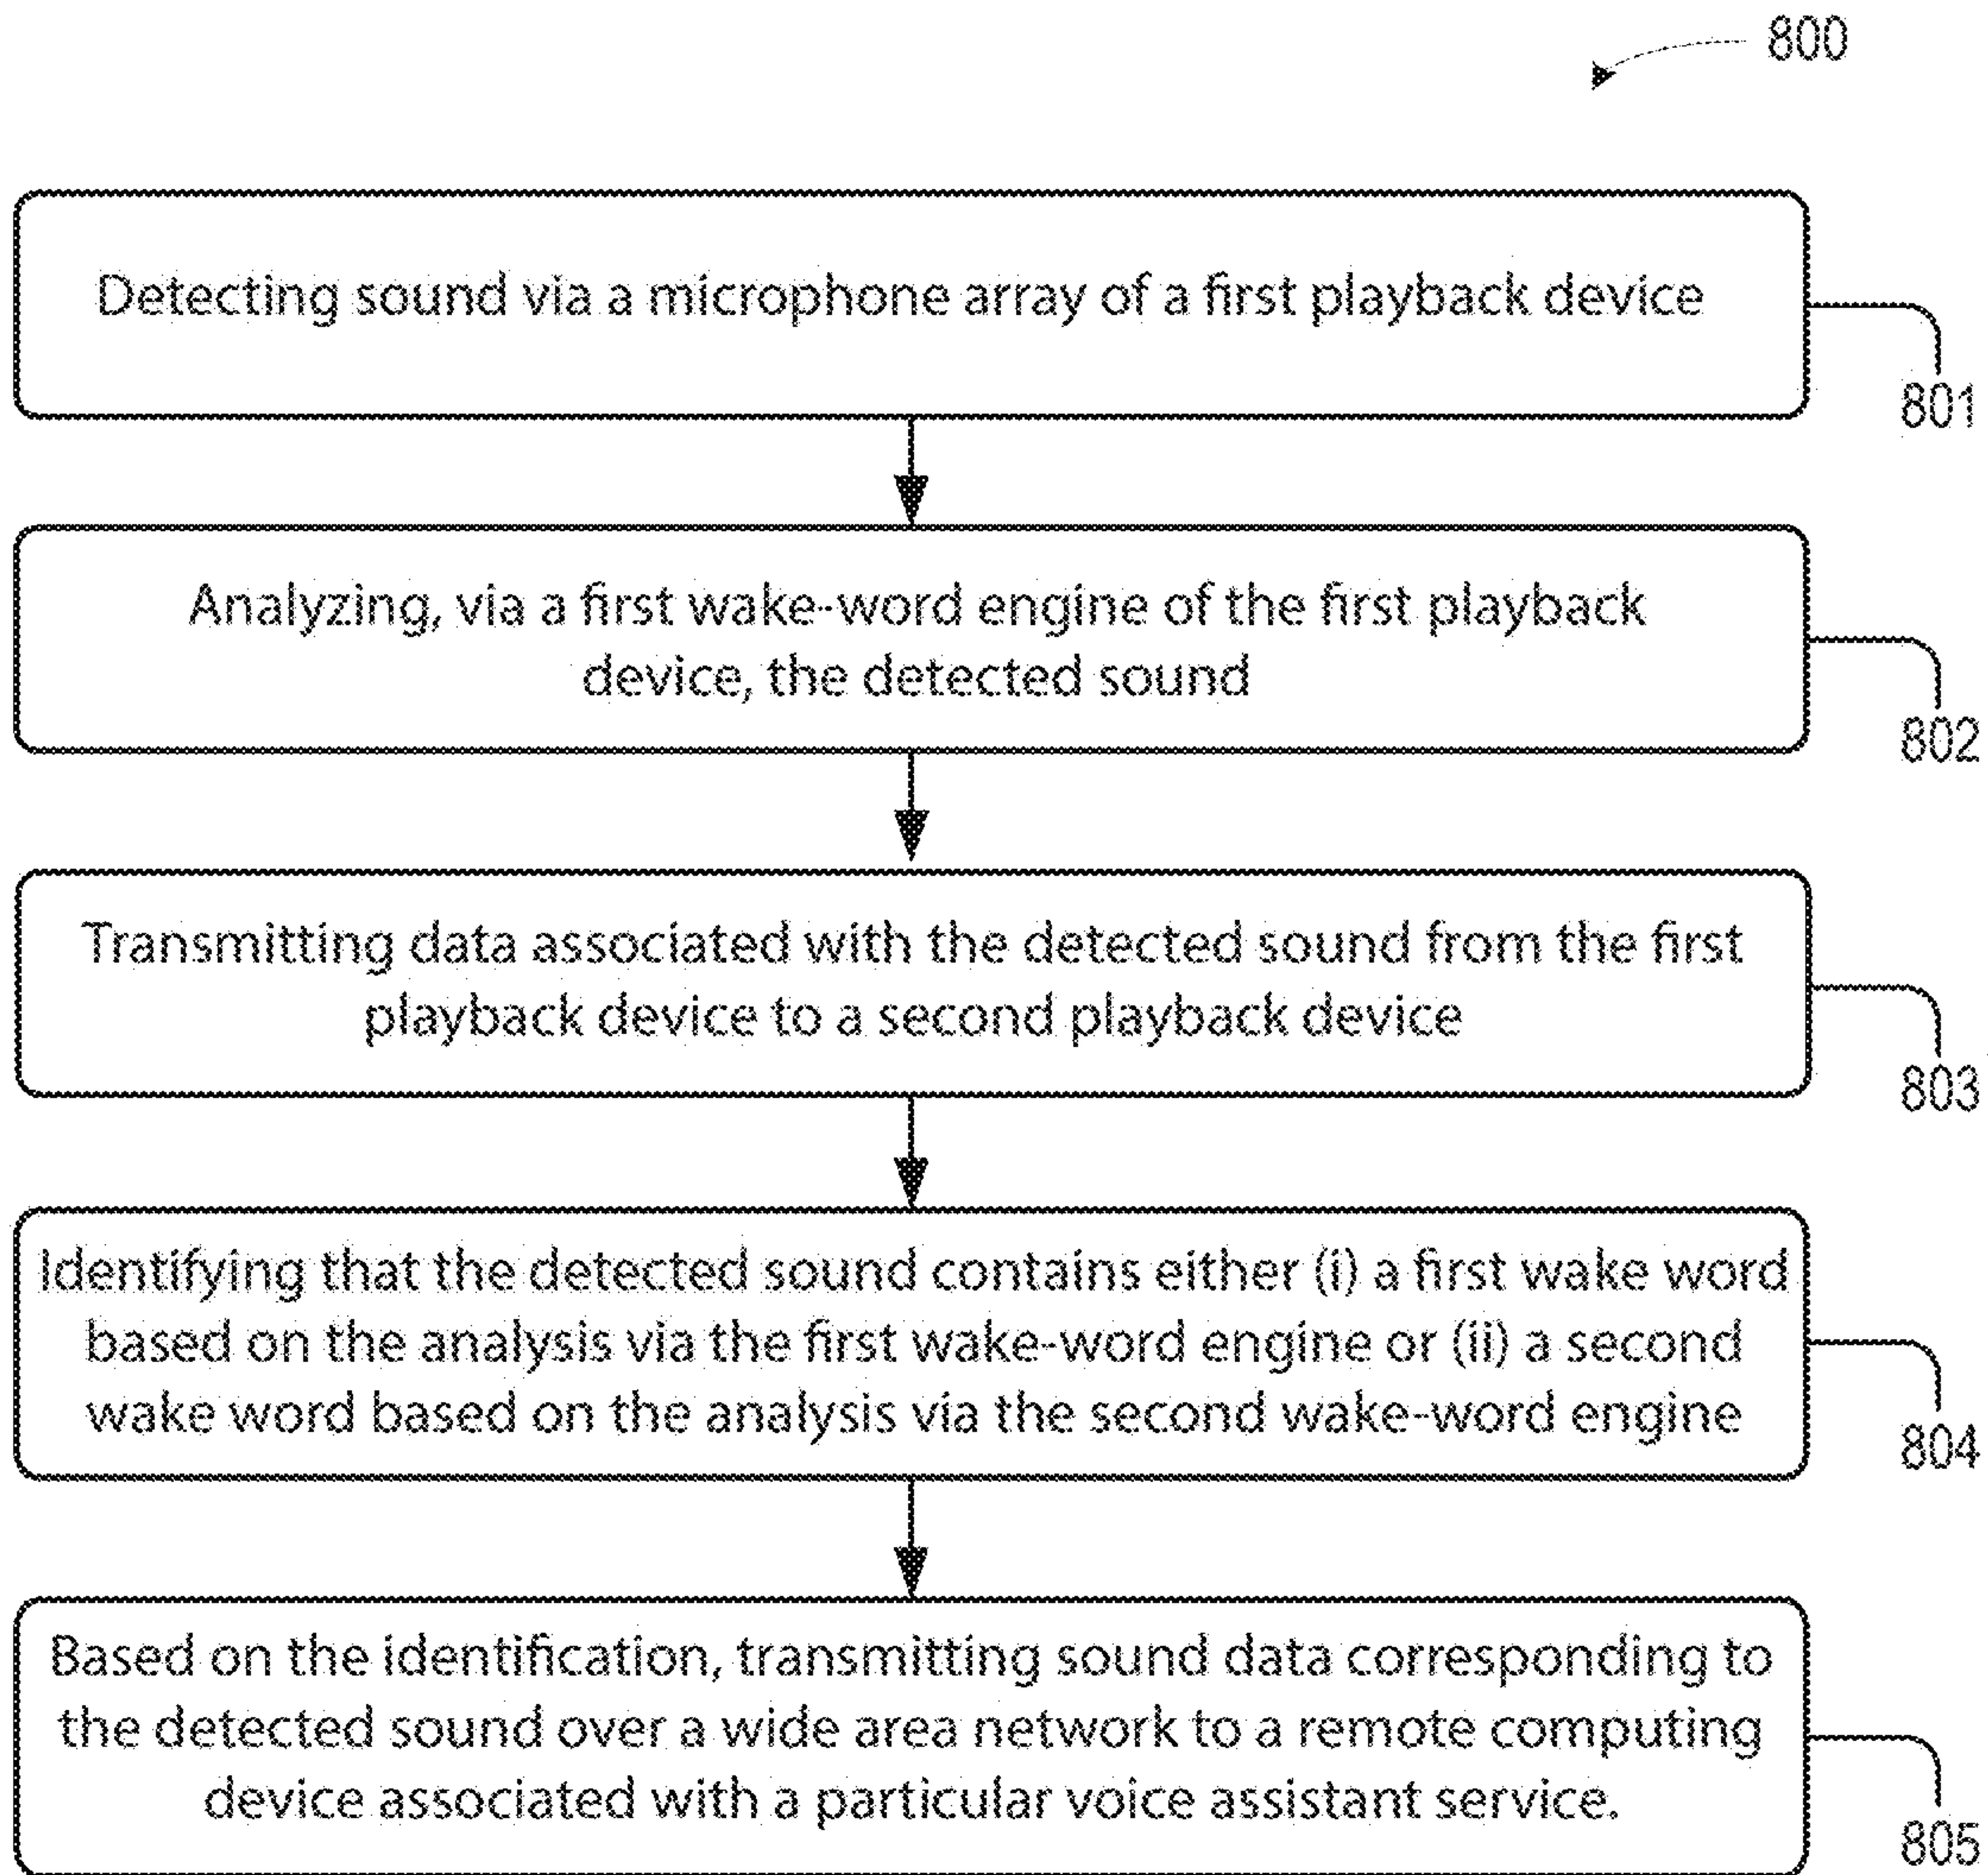 800
Detecting sound via a microphone array of a first playback device
801
Analyzing, via a first wake-word engine of the first playback
device, the detected sound
802
Transmitting data associated with the detected sound from the first
playback device to a second playback device
803
Identifying that the detected sound contains either (i) a first wake word
based on the analysis via the first wake-word engine or (ii) a second
wake word based on the analysis via the second wake-word engine
804
Based on the identification, transmitting sound data corresponding to
the detected sound over a wide area network to a remote computing
device associated with a particular voice assistant service.
805